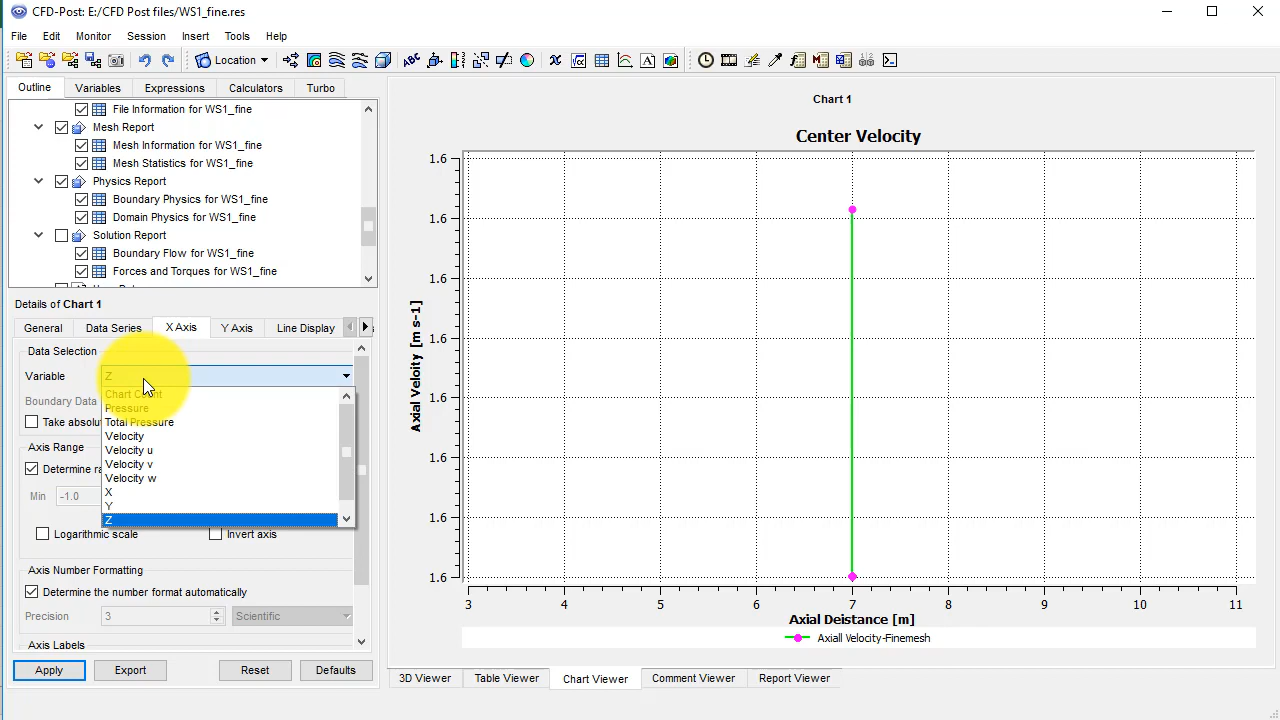 CFD-Post: E:/CFD Post files/WS1_fine.res
File Edit Monitor Session Insert Tools Help
Location
Outline Variables Expressions Calculators Turbo
File Information for WS1_fine
Mesh Report
Mesh Information for WS1_fine
Mesh Statistics for WS1_fine
Physics Report
Boundary Physics for WS1_fine
Domain Physics for WS1_fine
Solution Report
Boundary Flow for WS1_fine
Forces and Torques for WS1_fine
Details of Chart 1
General Data Series X Axis Y Axis Line Display
Data Selection
Variable Z
Boundary Data
Chart Count
Pressure
Total Pressure
Velocity
Velocity u
Velocity v
Velocity w
X
Y
Z
Take absolu
Axis Range
Determine ra
Min -1.0
Logarithmic scale Invert axis
Axis Number Formatting
Determine the number format automatically
Precision 3 Scientific
Axis Labels
Apply Export Reset Defaults
Chart 1
Center Velocity
1.6
1.6
1.6
1.6
1.6
1.6
1.6
1.6
Axial Veloity [m s-1]
3 4 5 6 7 8 9 10 11
Axial Deistance [m]
Axiall Velocity-Finemesh
3D Viewer Table Viewer Chart Viewer Comment Viewer Report Viewer